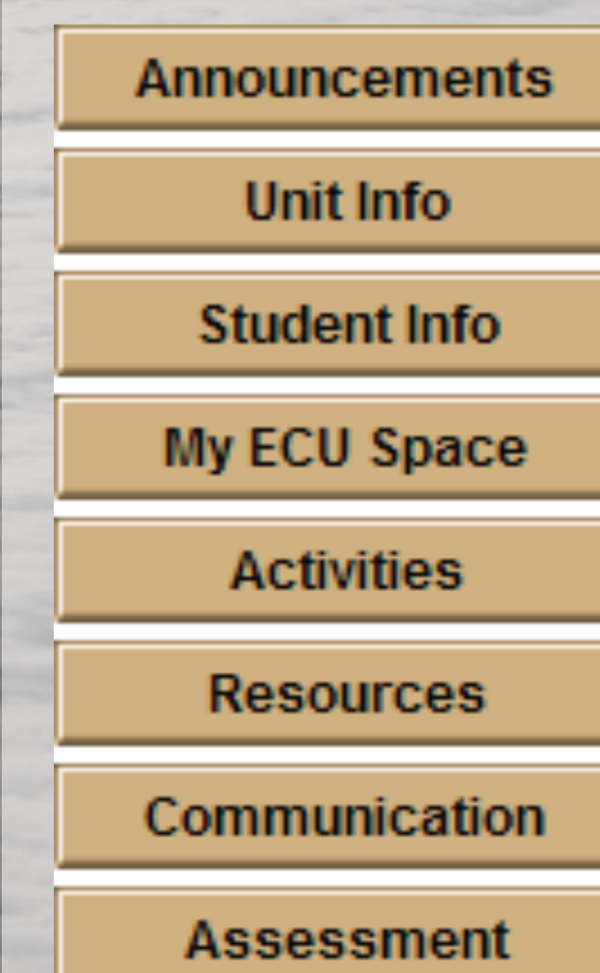 Announcements
Unit Info
Student Info
My ECU Space
Activities
Resources
Communication
Assessment